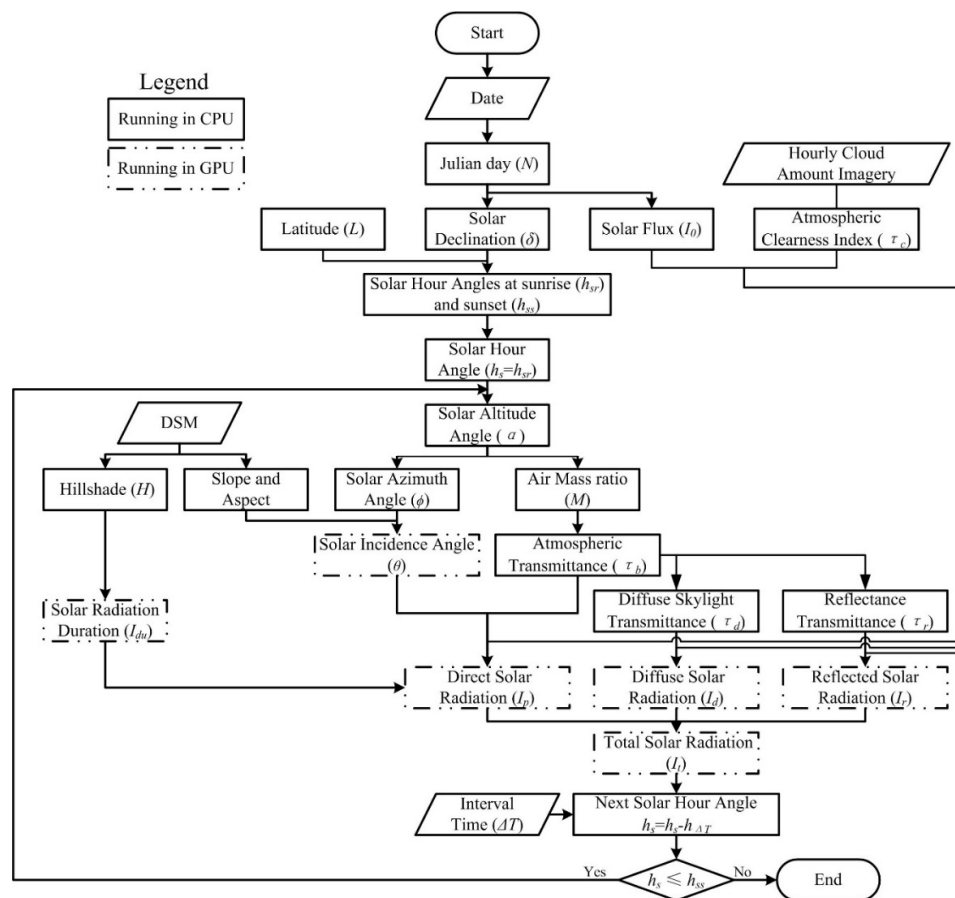 Start
Date
Legend
Running in CPU
Running in GPU
Julian day (N)
Hourly Cloud
Amount Imagery
Latitude (L)
Solar
Declination (δ)
Solar Flux (I0)
Atmospheric
Clearness Index (τc)
Solar Hour Angles at sunrise (hsr)
and sunset (hss)
Solar Hour
Angle (hs=hsr)
DSM
Solar Altitude
Angle (α)
Hillshade (H)
Slope and
Aspect
Solar Azimuth
Angle (ϕ)
Air Mass ratio
(M)
Solar Incidence Angle
(θ)
Atmospheric
Transmittance (τb)
Solar Radiation
Duration (Idu)
Diffuse Skylight
Transmittance (τd)
Reflectance
Transmittance (τr)
Direct Solar
Radiation (Ip)
Diffuse Solar
Radiation (Id)
Reflected Solar
Radiation (Ir)
Total Solar Radiation
(It)
Interval
Time (ΔT)
Next Solar Hour Angle
hs=hs-hΔT
Yes
hs ≤ hss
No
End